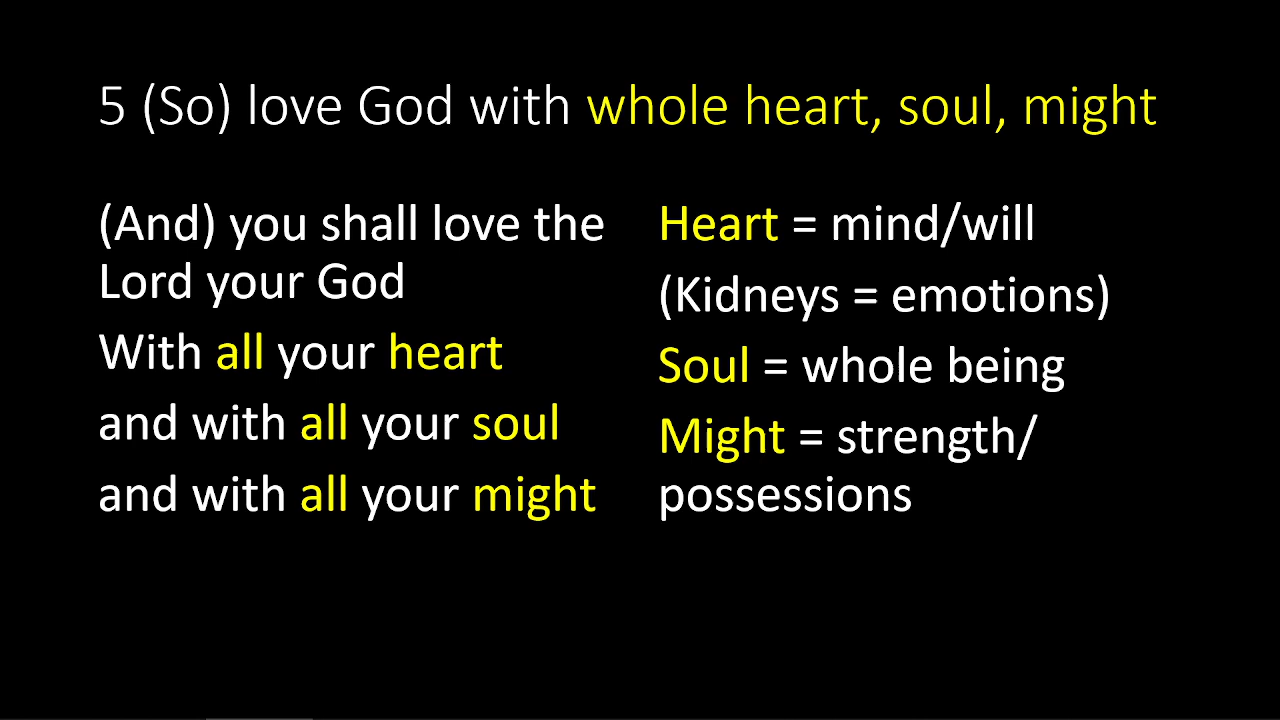 5 (So) love God with whole heart, soul, might
(And) you shall love the
Lord your God
With all your heart
and with all your soul
and with all your might
Heart = mind/will
(Kidneys = emotions)
Soul = whole being
Might = strength/
possessions